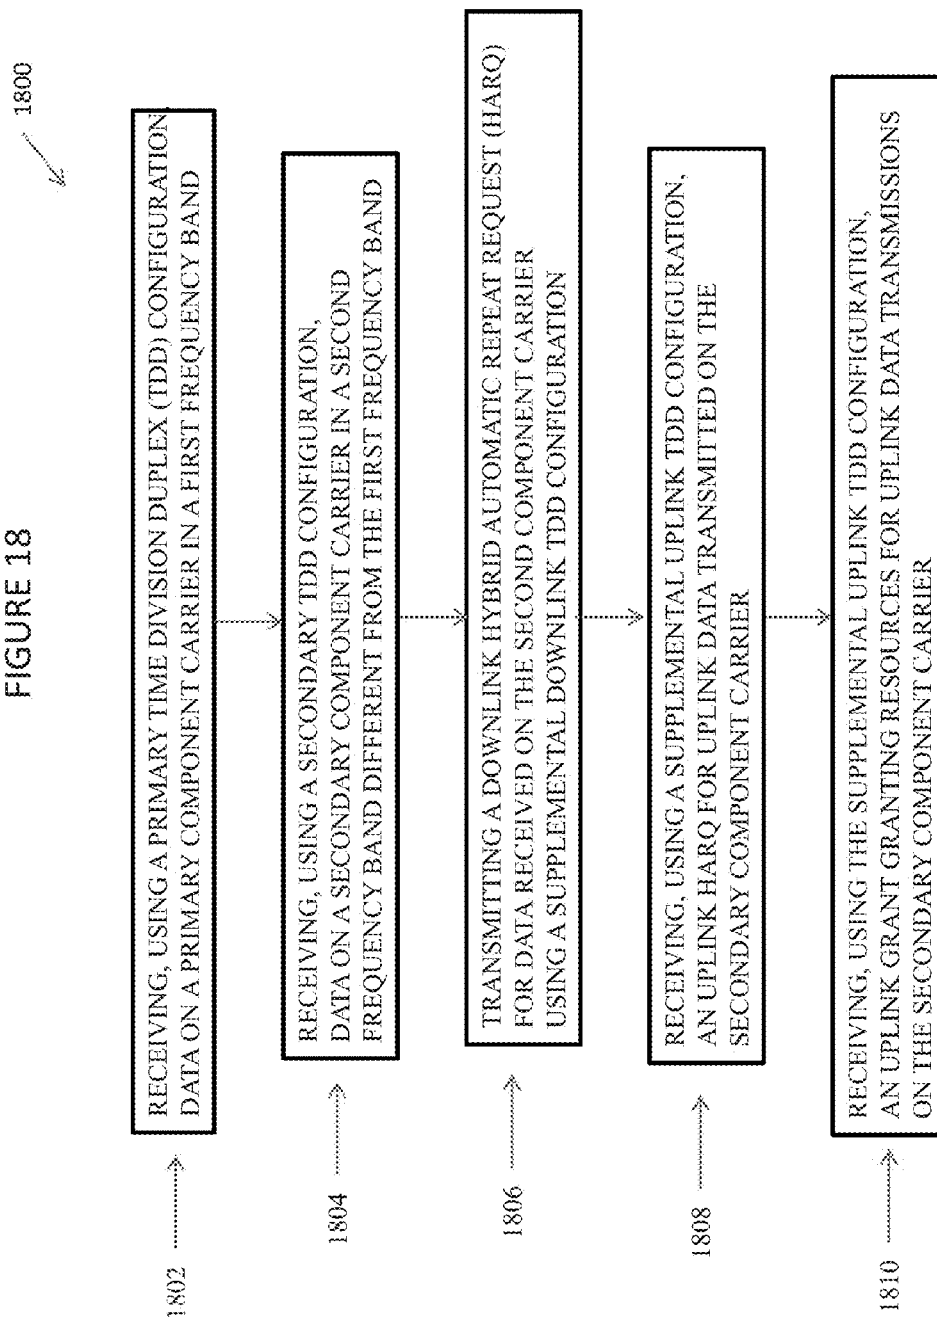 FIGURE 18
1800
1802
RECEIVING, USING A PRIMARY TIME DIVISION DUPLEX (TDD) CONFIGURATION
DATA ON A PRIMARY COMPONENT CARRIER IN A FIRST FREQUENCY BAND
1804
RECEIVING, USING A SECONDARY TDD CONFIGURATION,
DATA ON A SECONDARY COMPONENT CARRIER IN A SECOND
FREQUENCY BAND DIFFERENT FROM THE FIRST FREQUENCY BAND
1806
TRANSMITTING A DOWNLINK HYBRID AUTOMATIC REPEAT REQUEST (HARQ)
FOR DATA RECEIVED ON THE SECOND COMPONENT CARRIER
USING A SUPPLEMENTAL DOWNLINK TDD CONFIGURATION
1808
RECEIVING, USING A SUPPLEMENTAL UPLINK TDD CONFIGURATION,
AN UPLINK HARQ FOR UPLINK DATA TRANSMITTED ON THE
SECONDARY COMPONENT CARRIER
1810
RECEIVING, USING THE SUPPLEMENTAL UPLINK TDD CONFIGURATION,
AN UPLINK GRANT GRANTING RESOURCES FOR UPLINK DATA TRANSMISSIONS
ON THE SECONDARY COMPONENT CARRIER